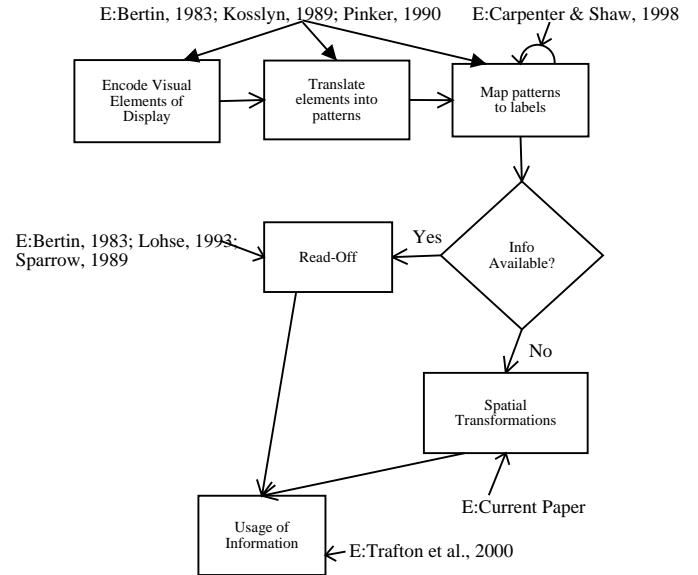 E:Bertin, 1983; Kosslyn, 1989; Pinker, 1990
E:Carpenter & Shaw, 1998
Encode Visual
Elements of
Display
Translate
elements into
patterns
Map patterns
to labels
E:Bertin, 1983; Lohse, 1993;
Sparrow, 1989
Read-Off
Yes
Info
Available?
No
Spatial
Transformations
E:Current Paper
Usage of
Information
E:Trafton et al., 2000